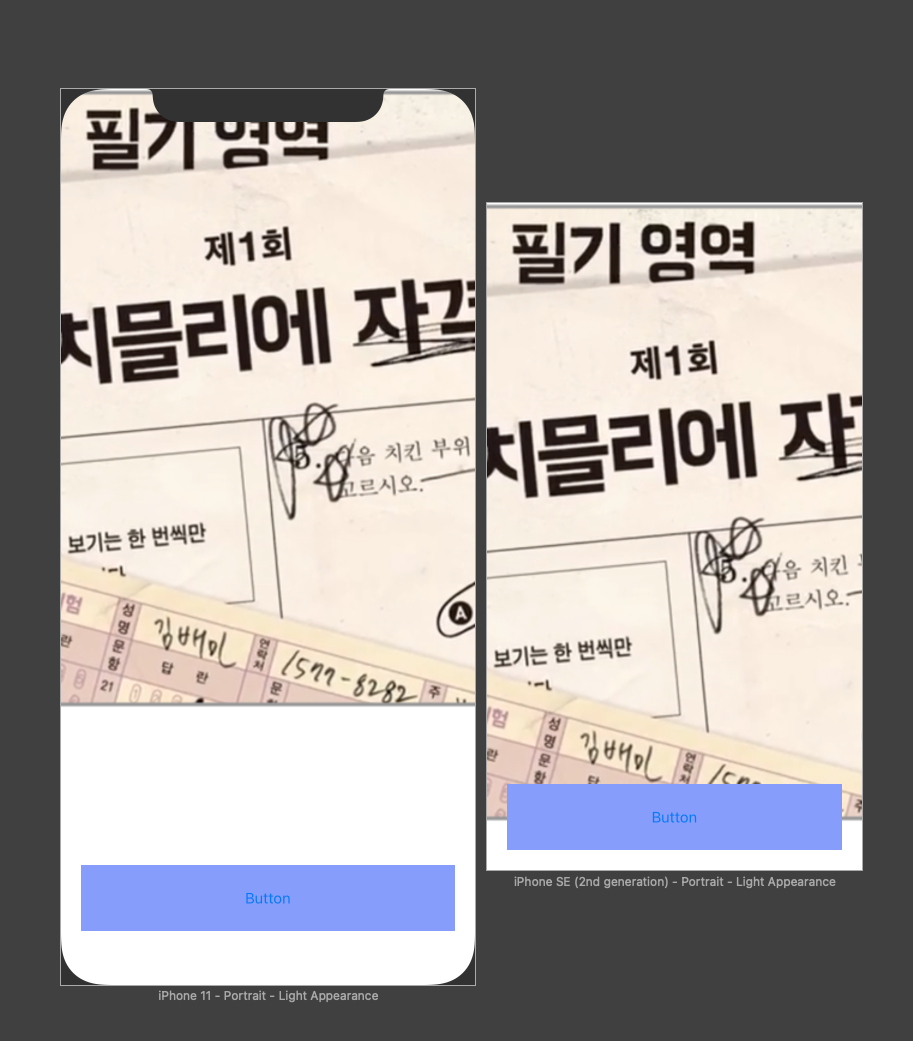 필기 영역
제1회
치믈리에 자격
5. 다음 치킨 부위
고르시오.
보기는 한 번씩만
A
험
성명
김배민
연락처
1577-8282
란
문항
답 란
문
주
21
Button
iPhone 11 - Portrait - Light Appearance
필기 영역
제1회
치믈리에 자격
5. 다음 치킨
고르시오.
보기는 한 번씩만
험
성명
김배민
연락처
157
란
문항
답
주
Button
iPhone SE (2nd generation) - Portrait - Light Appearance